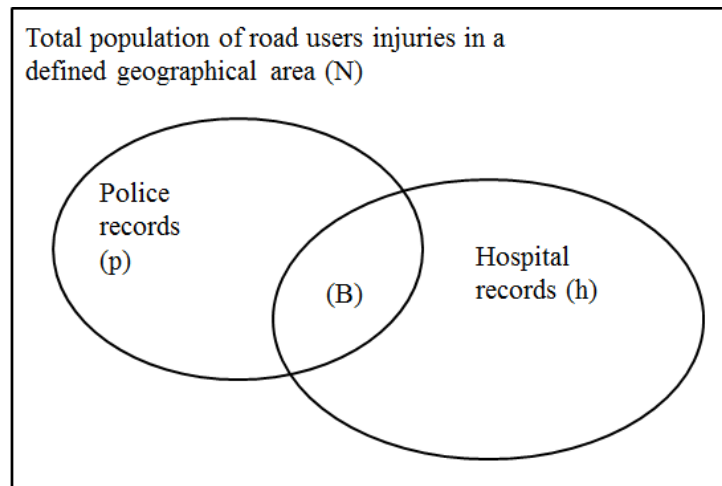 Total population of road users injuries in a
defined geographical area (N)
Police
records
(p)
Hospital
records (h)
(B)